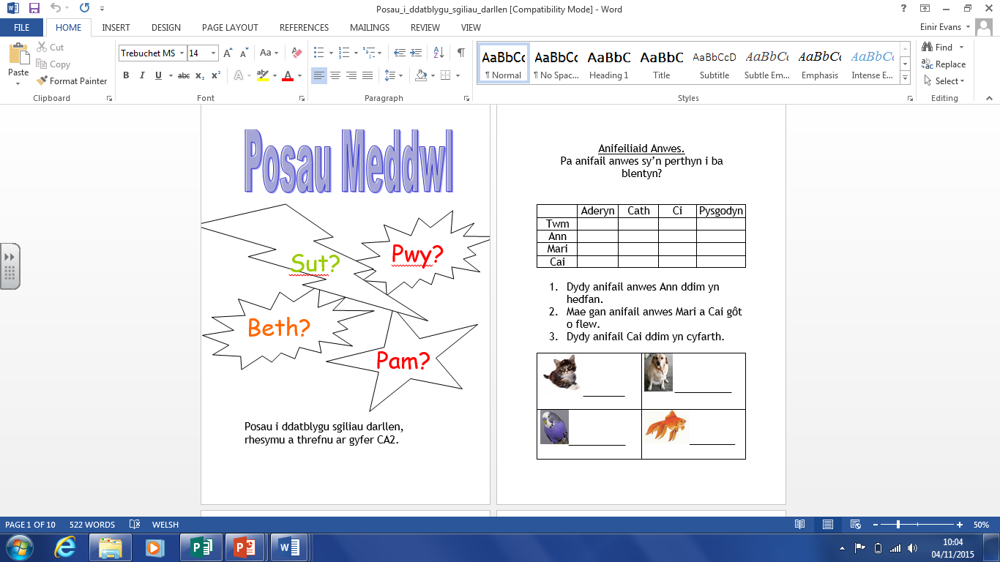 Posau_i_ddatblygu_sgiliau_darllen [Compatibility Mode] - Word
FILE HOME INSERT DESIGN PAGE LAYOUT REFERENCES MAILINGS REVIEW VIEW
Einir Evans
Paste
Cut
Copy
Format Painter
Clipboard
Trebuchet MS 14
Font
Paragraph
AaBbCc AaBbCc AaBbC AaBbC AaBbCcD AaBbCc AaBbCc AaBbCc
¶ Normal ¶ No Spac... Heading 1 Title Subtitle Subtle Em... Emphasis Intense E...
Styles
Find
Replace
Select
Editing
Posau Meddwl
Sut?
Pwy?
Beth?
Pam?
Posau i ddatblygu sgiliau darllen,
rhesymu a threfnu ar gyfer CA2.
Anifeiliaid Anwes.
Pa anifail anwes sy'n perthyn i ba
blentyn?
Aderyn Cath Ci Pysgodyn
Twm
Ann
Mari
Cai
1. Dydy anifail anwes Ann ddim yn
hedfan.
2. Mae gan anifail anwes Mari a Cai gôt
o flew.
3. Dydy anifail Cai ddim yn cyfarth.
PAGE 1 OF 10 522 WORDS WELSH
50%
10:04
04/11/2015